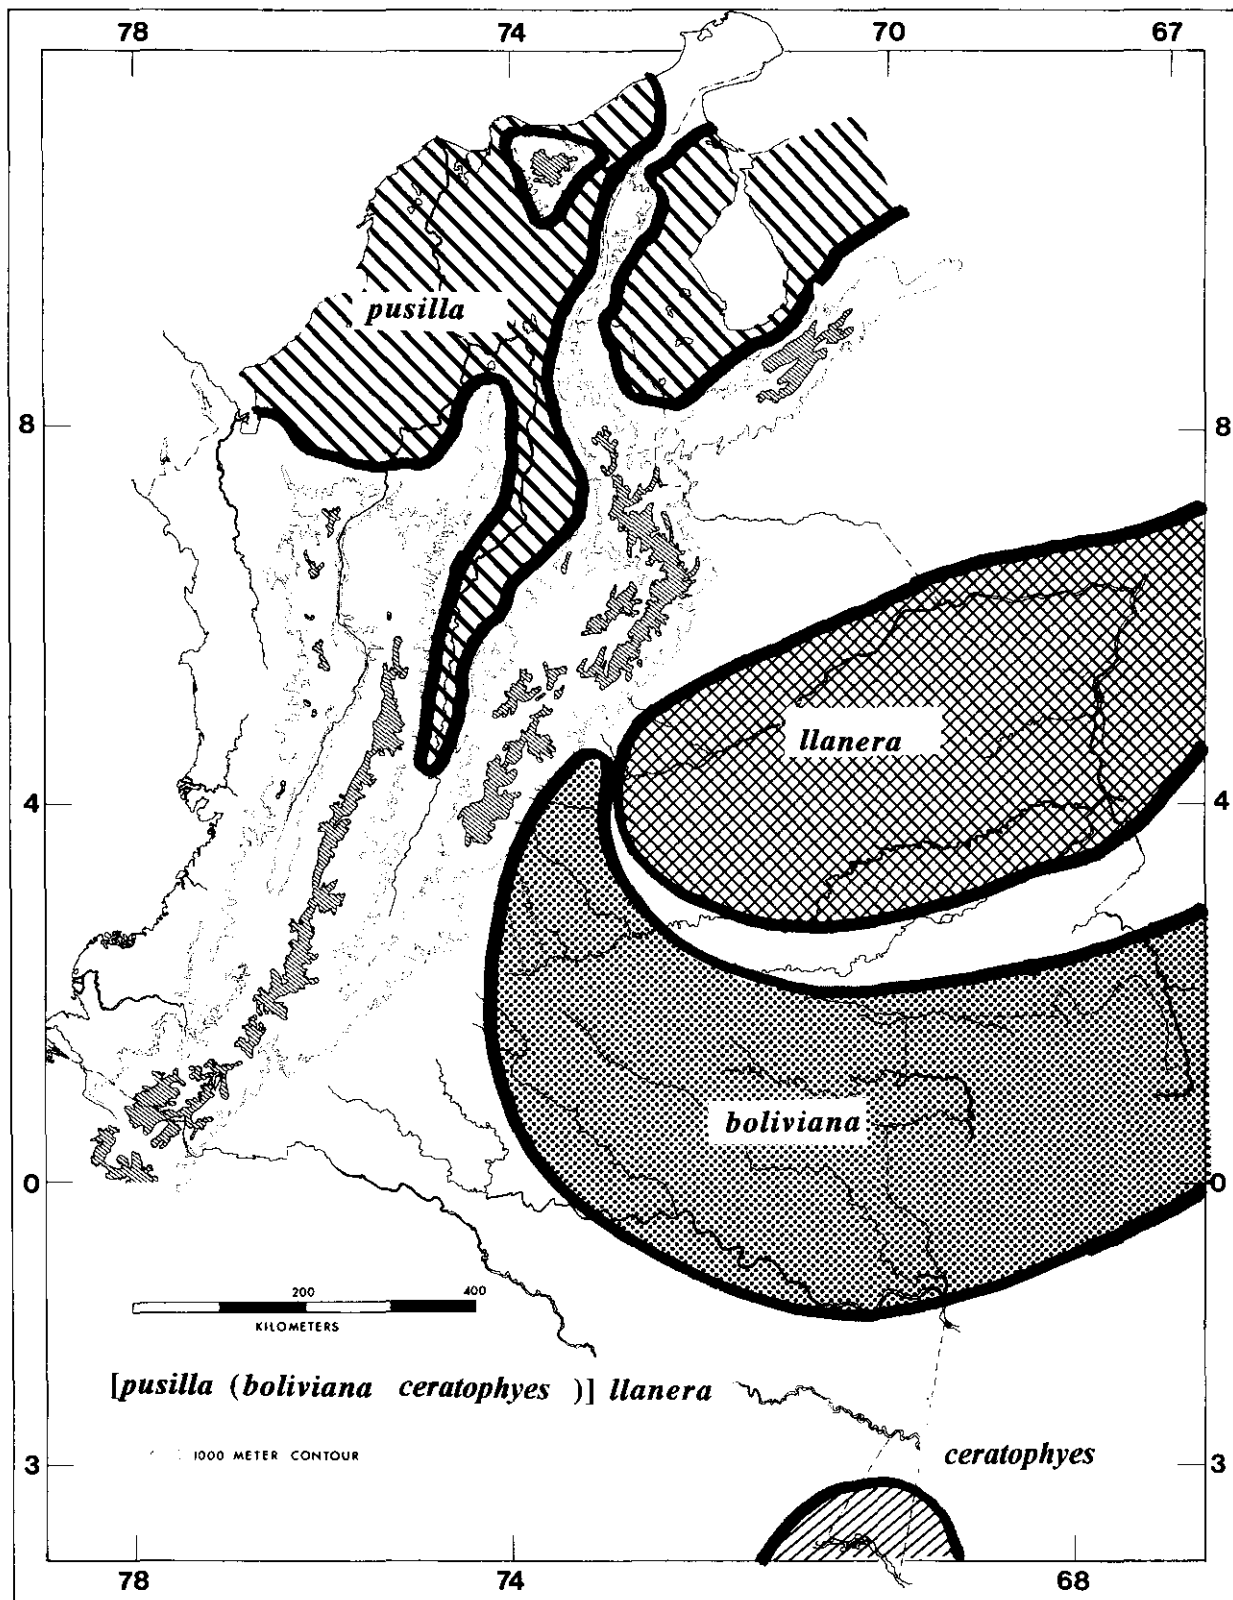 78 74 70 67
pusilla
8 8
llanera
4 4
boliviana
0 0
200 400
KILOMETERS
[pusilla (boliviana ceratophyes )] llanera
1000 METER CONTOUR
ceratophyes
3 3
78 74 68